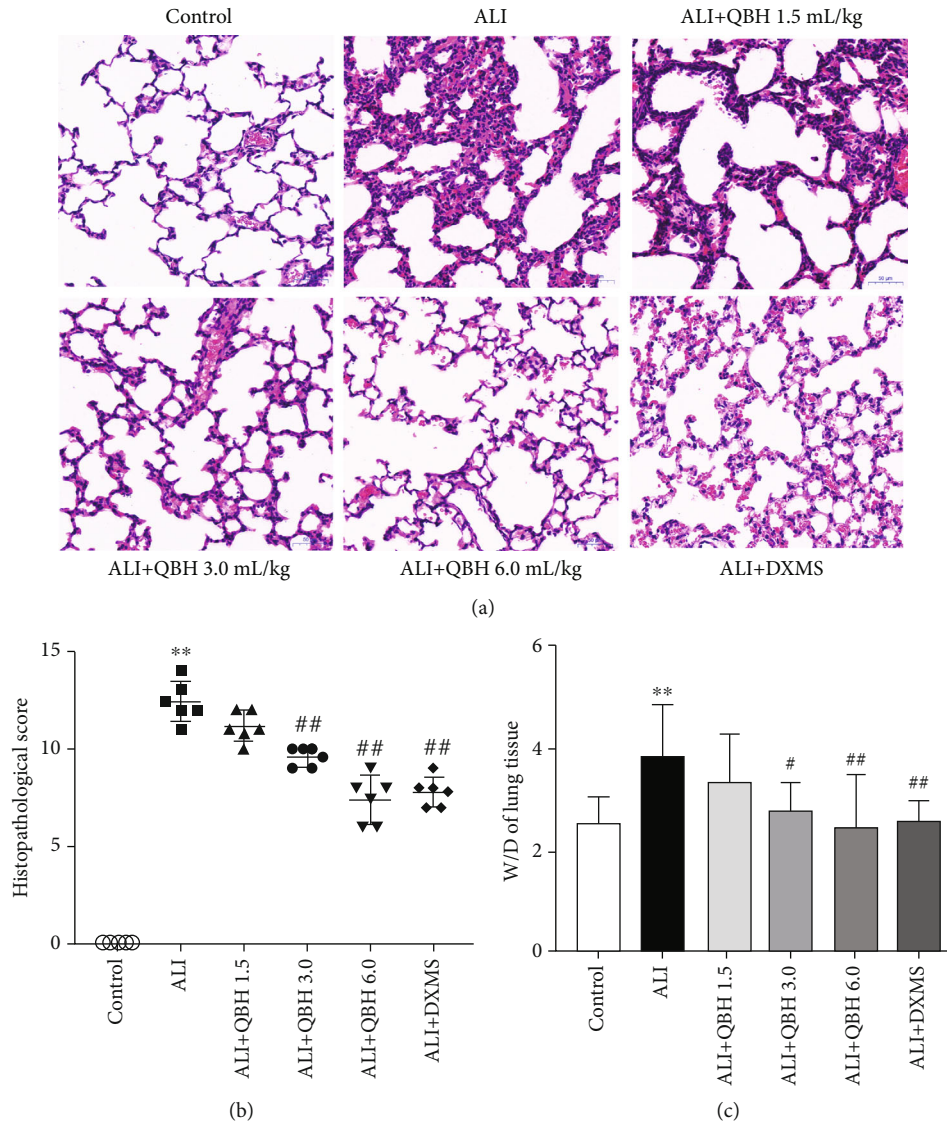 Control
ALI
ALI+QBH 1.5 mL/kg
50 μm
ALI+QBH 3.0 mL/kg
ALI+QBH 6.0 mL/kg
ALI+DXMS
(a)
Histopathological score
15
10
5
0
**
##
##
##
Control
ALI
ALI+QBH 1.5
ALI+QBH 3.0
ALI+QBH 6.0
ALI+DXMS
(b)
W/D of lung tissue
6
4
2
0
**
#
##
##
Control
ALI
ALI+QBH 1.5
ALI+QBH 3.0
ALI+QBH 6.0
ALI+DXMS
(c)